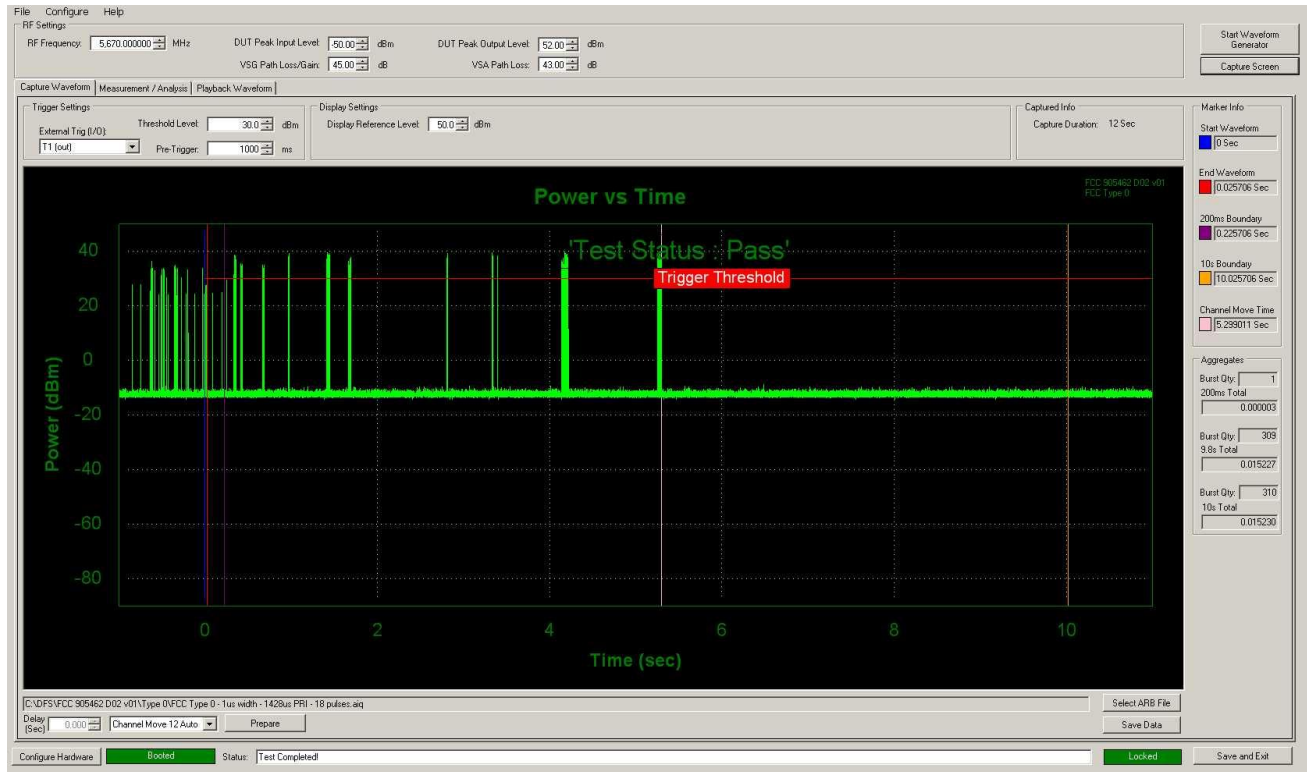 File Configure Help
RF Settings
RF Frequency: 5,670.000000 MHz DUT Peak Input Level: -50.00 dBm DUT Peak Output Level: 52.00 dBm
VSG Path Loss/Gain: 45.00 dB VSA Path Loss: 43.00 dB
Start Waveform
Generator
Capture Screen
Capture Waveform Measurement / Analysis Playback Waveform
Trigger Settings
External Trig (I/O):
T1 (out)
Threshold Level: 30.0 dBm
Pre-Trigger: 1000 ms
Display Settings
Display Reference Level: 50.0 dBm
Captured Info
Capture Duration: 12 Sec
Power vs Time
FCC 905462 D02 v01
FCC Type 0
'Test Status : Pass'
Trigger Threshold
Power (dBm)
40
20
0
-20
-40
-60
-80
0 2 4 6 8 10
Time (sec)
Marker Info
Start Waveform
0 Sec
End Waveform
0.025706 Sec
200ms Boundary
0.225706 Sec
10s Boundary
10.025706 Sec
Channel Move Time
5.299011 Sec
Aggregates
Burst Qty: 1
200ms Total
0.000003
Burst Qty: 309
9.8s Total
0.015227
Burst Qty: 310
10s Total
0.015230
C:\DFS\FCC 905462 D02 v01\Type 0\FCC Type 0 - 1us width - 1428us PRI - 18 pulses.aiq
Select ARB File
Delay
(Sec) 0.000 Channel Move 12 Auto Prepare
Save Data
Configure Hardware Booted Status: Test Completed! Locked Save and Exit